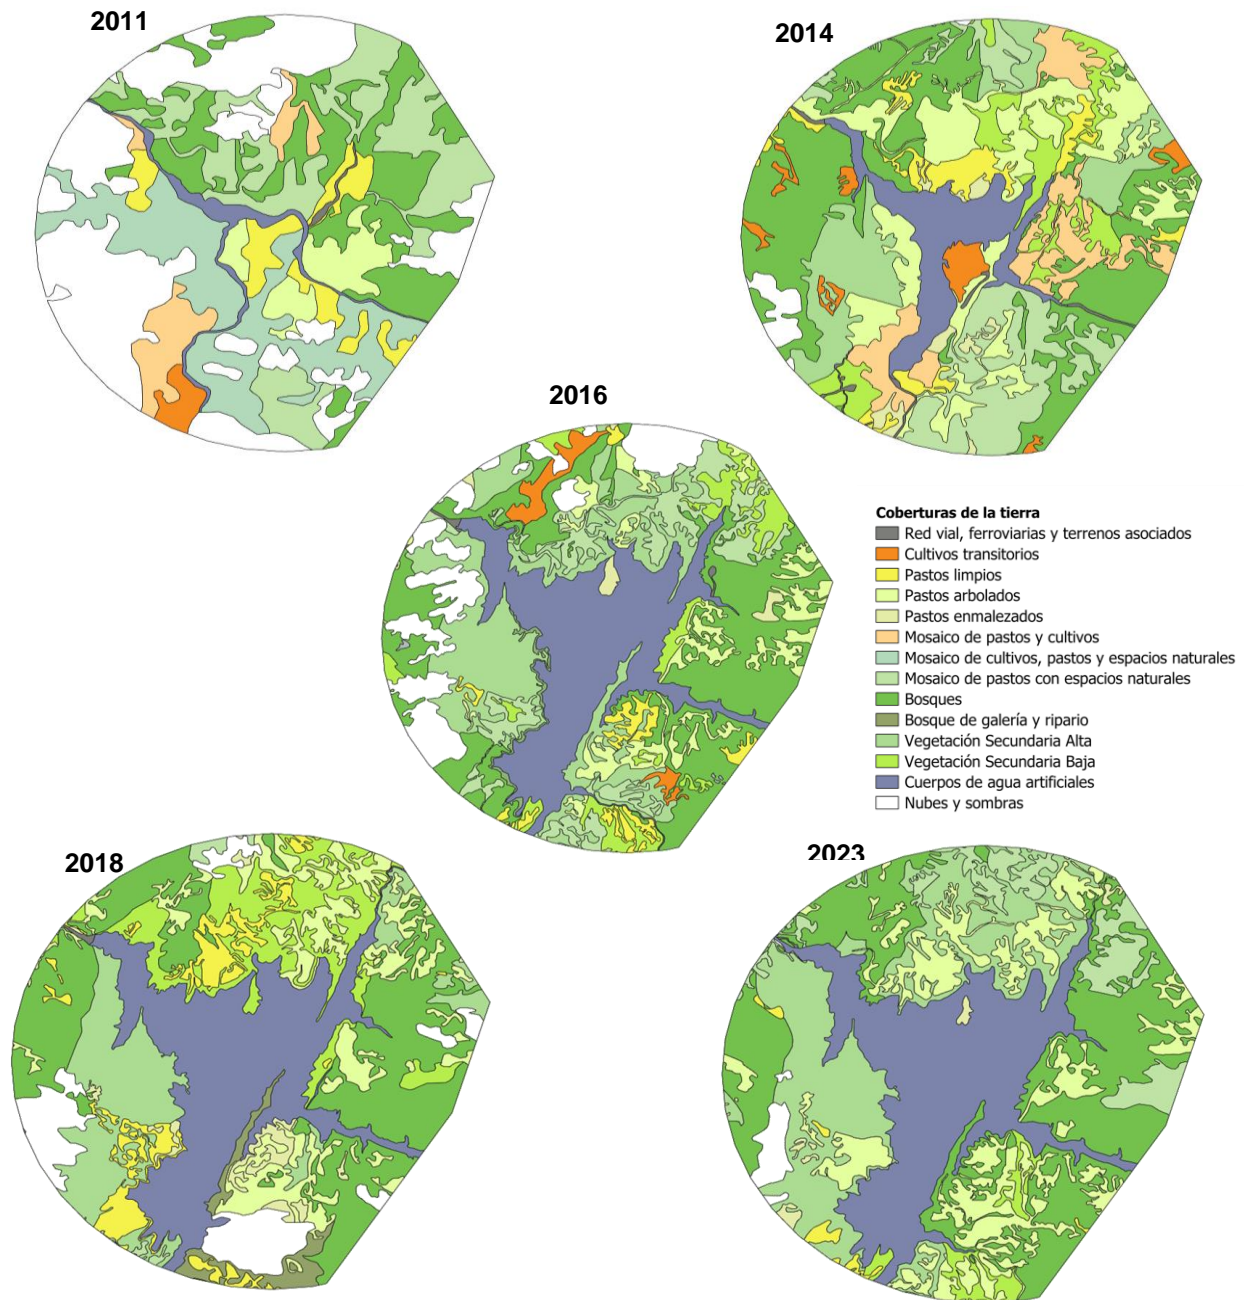 2011
2014
2016
Coberturas de la tierra
Red vial, ferroviarias y terrenos asociados
Cultivos transitorios
Pastos limpios
Pastos arbolados
Pastos enmalezados
Mosaico de pastos y cultivos
Mosaico de cultivos, pastos y espacios naturales
Mosaico de pastos con espacios naturales
Bosques
Bosque de galería y ripario
Vegetación Secundaria Alta
Vegetación Secundaria Baja
Cuerpos de agua artificiales
Nubes y sombras
2018
2023